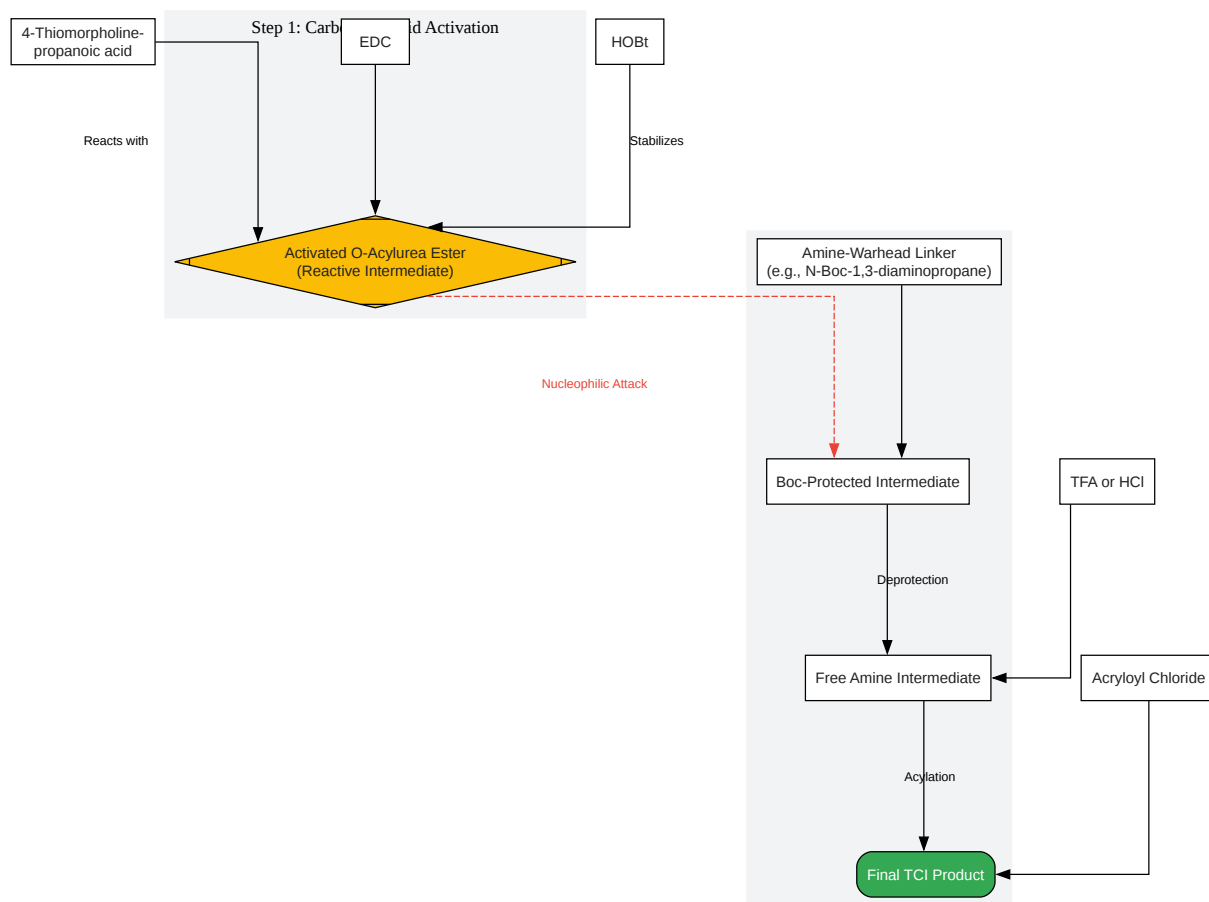 4-Thiomorpholine-
propanoic acid
Step 1: Carb d Activation
EDC
HOBt
Reacts with
Stabilizes
Activated O-Acylurea Ester
(Reactive Intermediate)
Amine-Warhead Linker
(e.g., N-Boc-1,3-diaminopropane)
Nucleophilic Attack
Boc-Protected Intermediate
TFA or HCl
Deprotection
Free Amine Intermediate
Acryloyl Chloride
Acylation
Final TCI Product